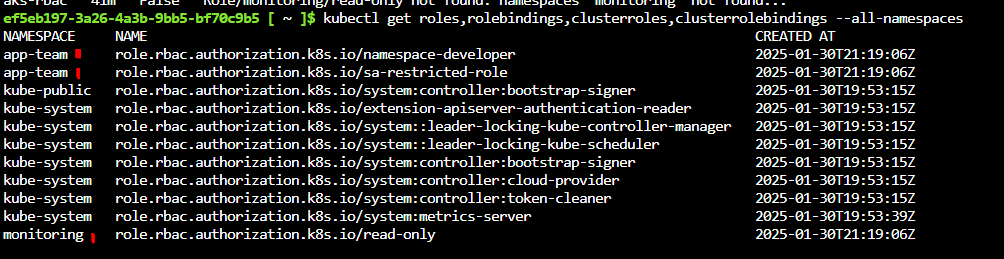 aks-rbac 41m False Role/monitoring/read-only not found: namespaces "monitoring" not found...
ef5eb197-3a26-4a3b-9bb5-bf70c9b5 [ ~ ]$ kubectl get roles,rolebindings,clusterroles,clusterrolebindings --all-namespaces
NAMESPACE NAME CREATED AT
app-team role.rbac.authorization.k8s.io/namespace-developer 2025-01-30T21:19:06Z
app-team role.rbac.authorization.k8s.io/sa-restricted-role 2025-01-30T21:19:06Z
kube-public role.rbac.authorization.k8s.io/system:controller:bootstrap-signer 2025-01-30T19:53:15Z
kube-system role.rbac.authorization.k8s.io/extension-apiserver-authentication-reader 2025-01-30T19:53:15Z
kube-system role.rbac.authorization.k8s.io/system::leader-locking-kube-controller-manager 2025-01-30T19:53:15Z
kube-system role.rbac.authorization.k8s.io/system::leader-locking-kube-scheduler 2025-01-30T19:53:15Z
kube-system role.rbac.authorization.k8s.io/system:controller:bootstrap-signer 2025-01-30T19:53:15Z
kube-system role.rbac.authorization.k8s.io/system:controller:cloud-provider 2025-01-30T19:53:15Z
kube-system role.rbac.authorization.k8s.io/system:controller:token-cleaner 2025-01-30T19:53:15Z
kube-system role.rbac.authorization.k8s.io/system:metrics-server 2025-01-30T19:53:39Z
monitoring role.rbac.authorization.k8s.io/read-only 2025-01-30T21:19:06Z